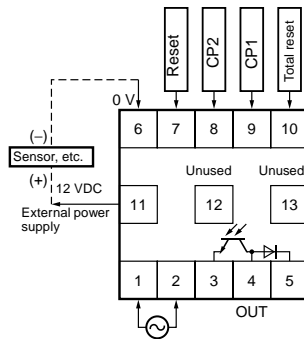 Reset
CP2
CP1
Total reset
0 V
6 7 8 9 10
(−)
Sensor, etc.
(+)
12 VDC
External power
supply
Unused Unused
11 12 13
1 2 3 4 5
OUT